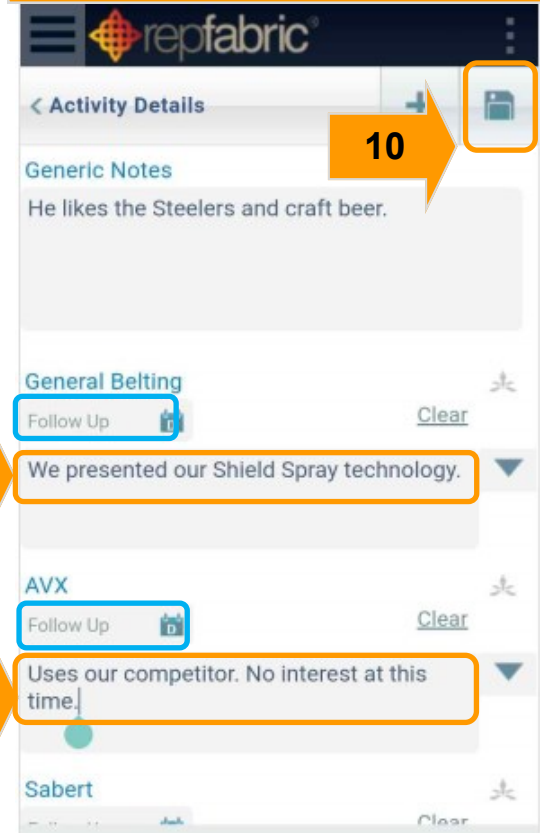 repfabric®
< Activity Details
10
Generic Notes
He likes the Steelers and craft beer.
General Belting
Follow Up
Clear
We presented our Shield Spray technology.
AVX
Follow Up
Clear
Uses our competitor. No interest at this
time.
Sabert
Clear